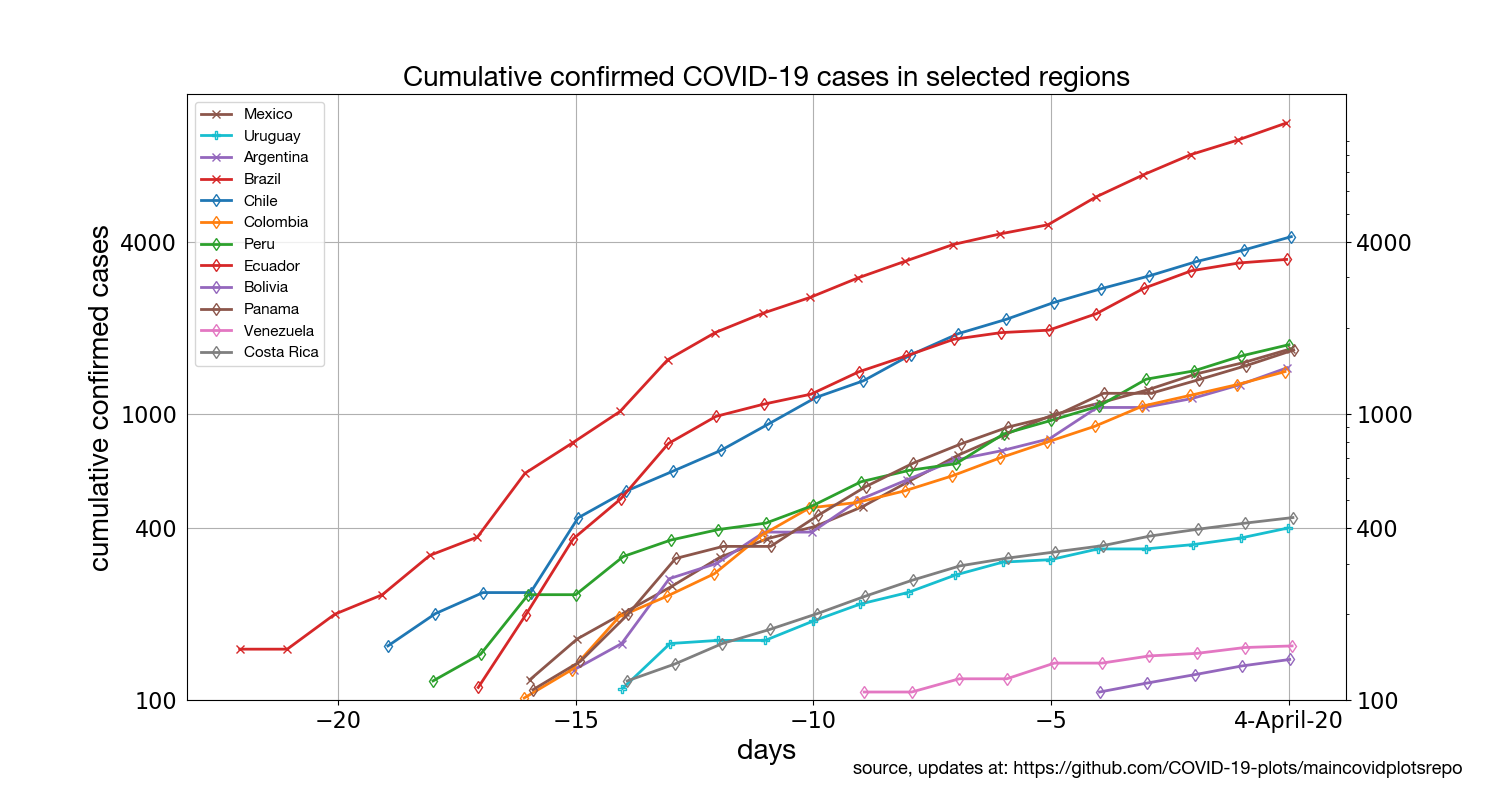 Cumulative confirmed COVID-19 cases in selected regions
Mexico
Uruguay
Argentina
Brazil
Chile
Colombia
Peru
Ecuador
Bolivia
Panama
Venezuela
Costa Rica
cumulative confirmed cases
4000
1000
400
100
4000
1000
400
100
−20
−15
−10
−5
4-April-20
days
source, updates at: https://github.com/COVID-19-plots/maincovidplotsrepo